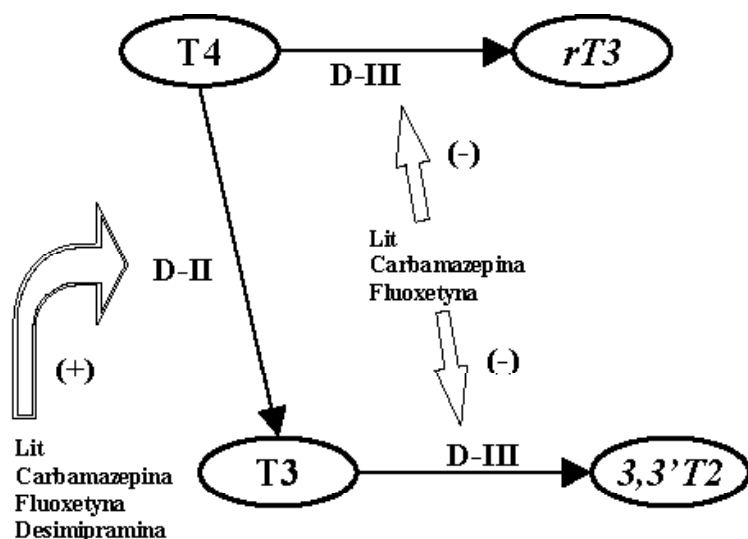 T4
rT3
D-III
(-)
Lit
Carbamazepina
Fluoxetyna
D-II
(-)
(+)
T3
D-III
3,3’T2
Lit
Carbamazepina
Fluoxetyna
Desimipramina